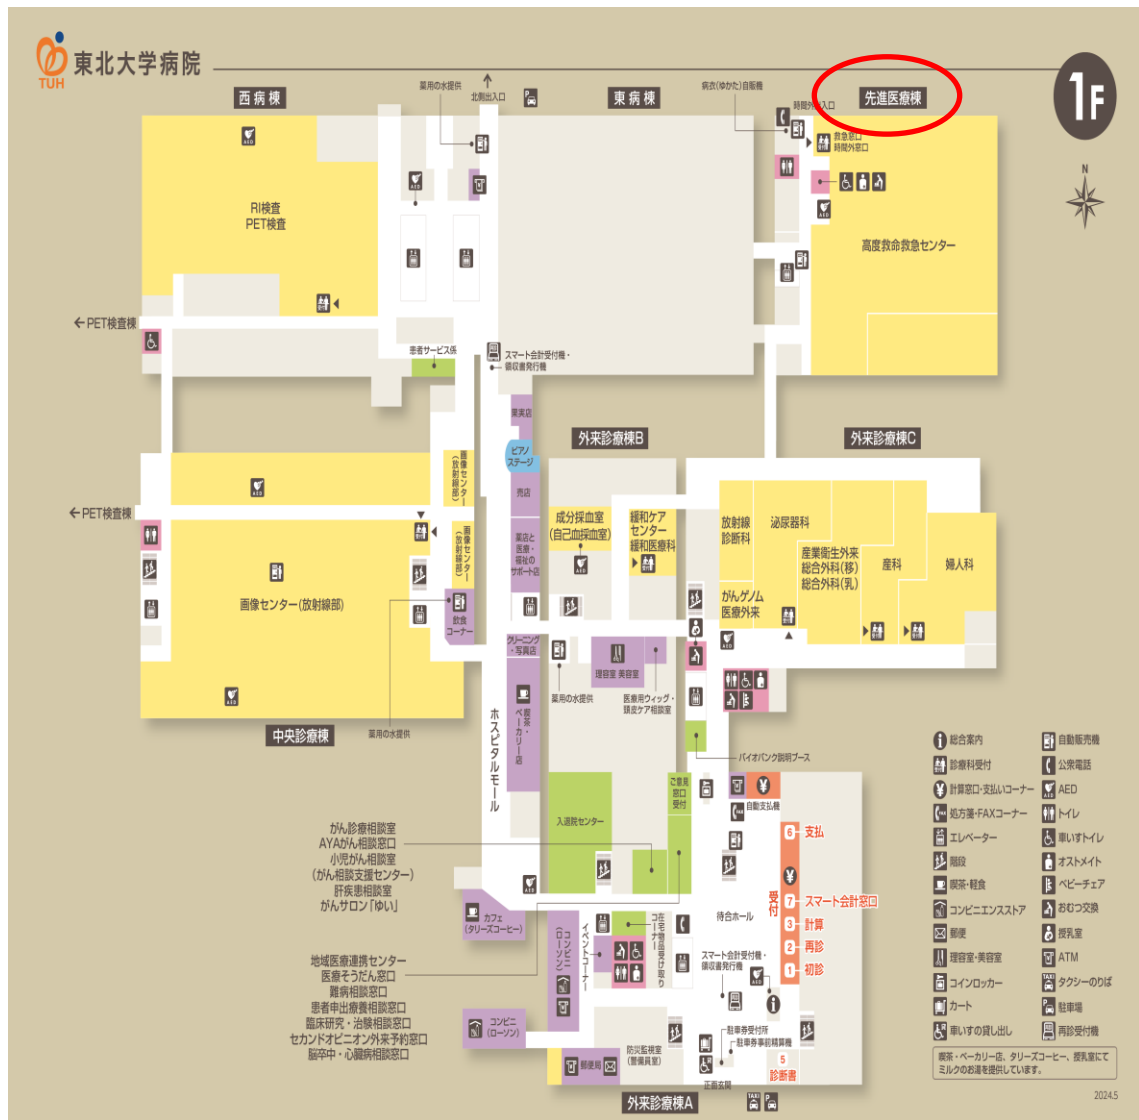 東北大学病院
TUH
1F
N
西病棟
薬用の水提供
北側出入口
東病棟
病衣(ゆかた)自販機
時間外出入口
先進医療棟
救急窓口
時間外窓口
AED
RI検査
PET検査
高度救命救急センター
←PET検査棟
患者サービス係
スマート会計受付機・
領収書発行機
果実店
ピアノ
ステージ
売店
薬店と
医療・
福祉の
サポート店
クリーニング
・写真店
喫茶・
ベーカリー店
ホスピタルモール
←PET検査棟
画像センター
(放射線部)
画像センター
(放射線部)
画像センター(放射線部)
飲食
コーナー
中央診療棟
薬用の水提供
外来診療棟B
成分採血室
(自己血採血室)
緩和ケア
センター
緩和医療科
薬用の水提供
理容室 美容室
医療用ウィッグ・
頭皮ケア相談室
外来診療棟C
放射線
診断科
泌尿器科
産業衛生外来
総合外科(移)
総合外科(乳)
産科
婦人科
がんゲノム
医療外来
バイオバンク説明ブース
ご意見
窓口
受付
入退院センター
自動支払機
6 支払
受付
7 スマート会計窓口
3 計算
2 再診
1 初診
待合ホール
スマート会計受付機・
領収書発行機
駐車券受付所
駐車券事前精算機
5
診断書
正面玄関
がん診療相談室
AYAがん相談窓口
小児がん相談室
(がん相談支援センター)
肝疾患相談室
がんサロン「ゆい」
地域医療連携センター
医療そうだん窓口
難病相談窓口
患者申出療養相談窓口
臨床研究・治験相談窓口
セカンドオピニオン外来予約窓口
脳卒中・心臓病相談窓口
カフェ
(タリーズコーヒー)
コンビニ
(ローソン)
イベントコーナー
在宅物品受け取り
コーナー
コンビニ
(ローソン)
郵便局
防災監視室
(警備員室)
外来診療棟A
TAXI
総合案内
診療科受付
計算窓口・支払いコーナー
処方箋・FAXコーナー
エレベーター
階段
喫茶・軽食
コンビニエンスストア
郵便
理容室・美容室
コインロッカー
カート
車いすの貸し出し
自動販売機
公衆電話
AED
トイレ
車いすトイレ
オストメイト
ベビーチェア
おむつ交換
授乳室
ATM
タクシーのりば
駐車場
再診受付機
喫茶・ベーカリー店、タリーズコーヒー、授乳室にて
ミルクのお湯を提供しています。
2024.5